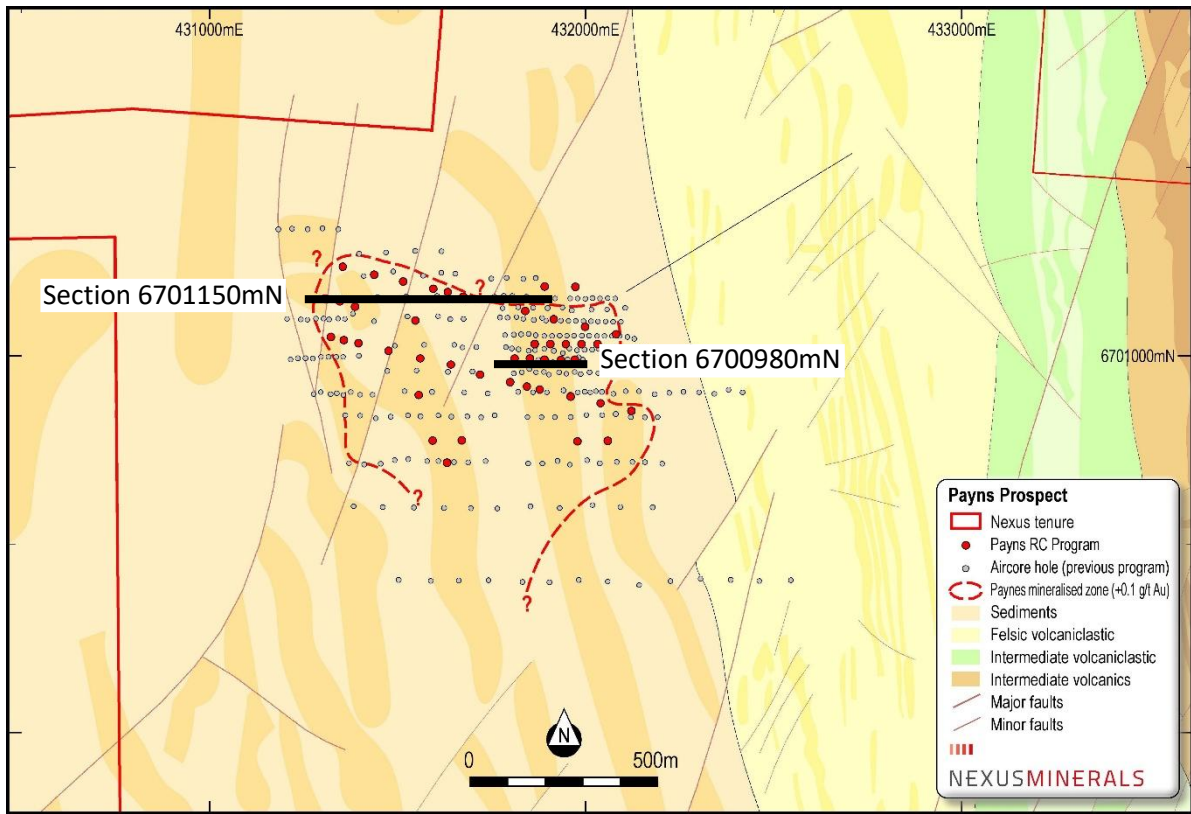 431000mE
432000mE
433000mE
?
?
Section 6701150mN
Section 6700980mN
6701000mN
?
?
N
0
500m
Payns Prospect
Nexus tenure
Payns RC Program
Aircore hole (previous program)
Paynes mineralised zone (+0.1 g/t Au)
Sediments
Felsic volcaniclastic
Intermediate volcaniclastic
Intermediate volcanics
Major faults
Minor faults
NEXUSMINERALS